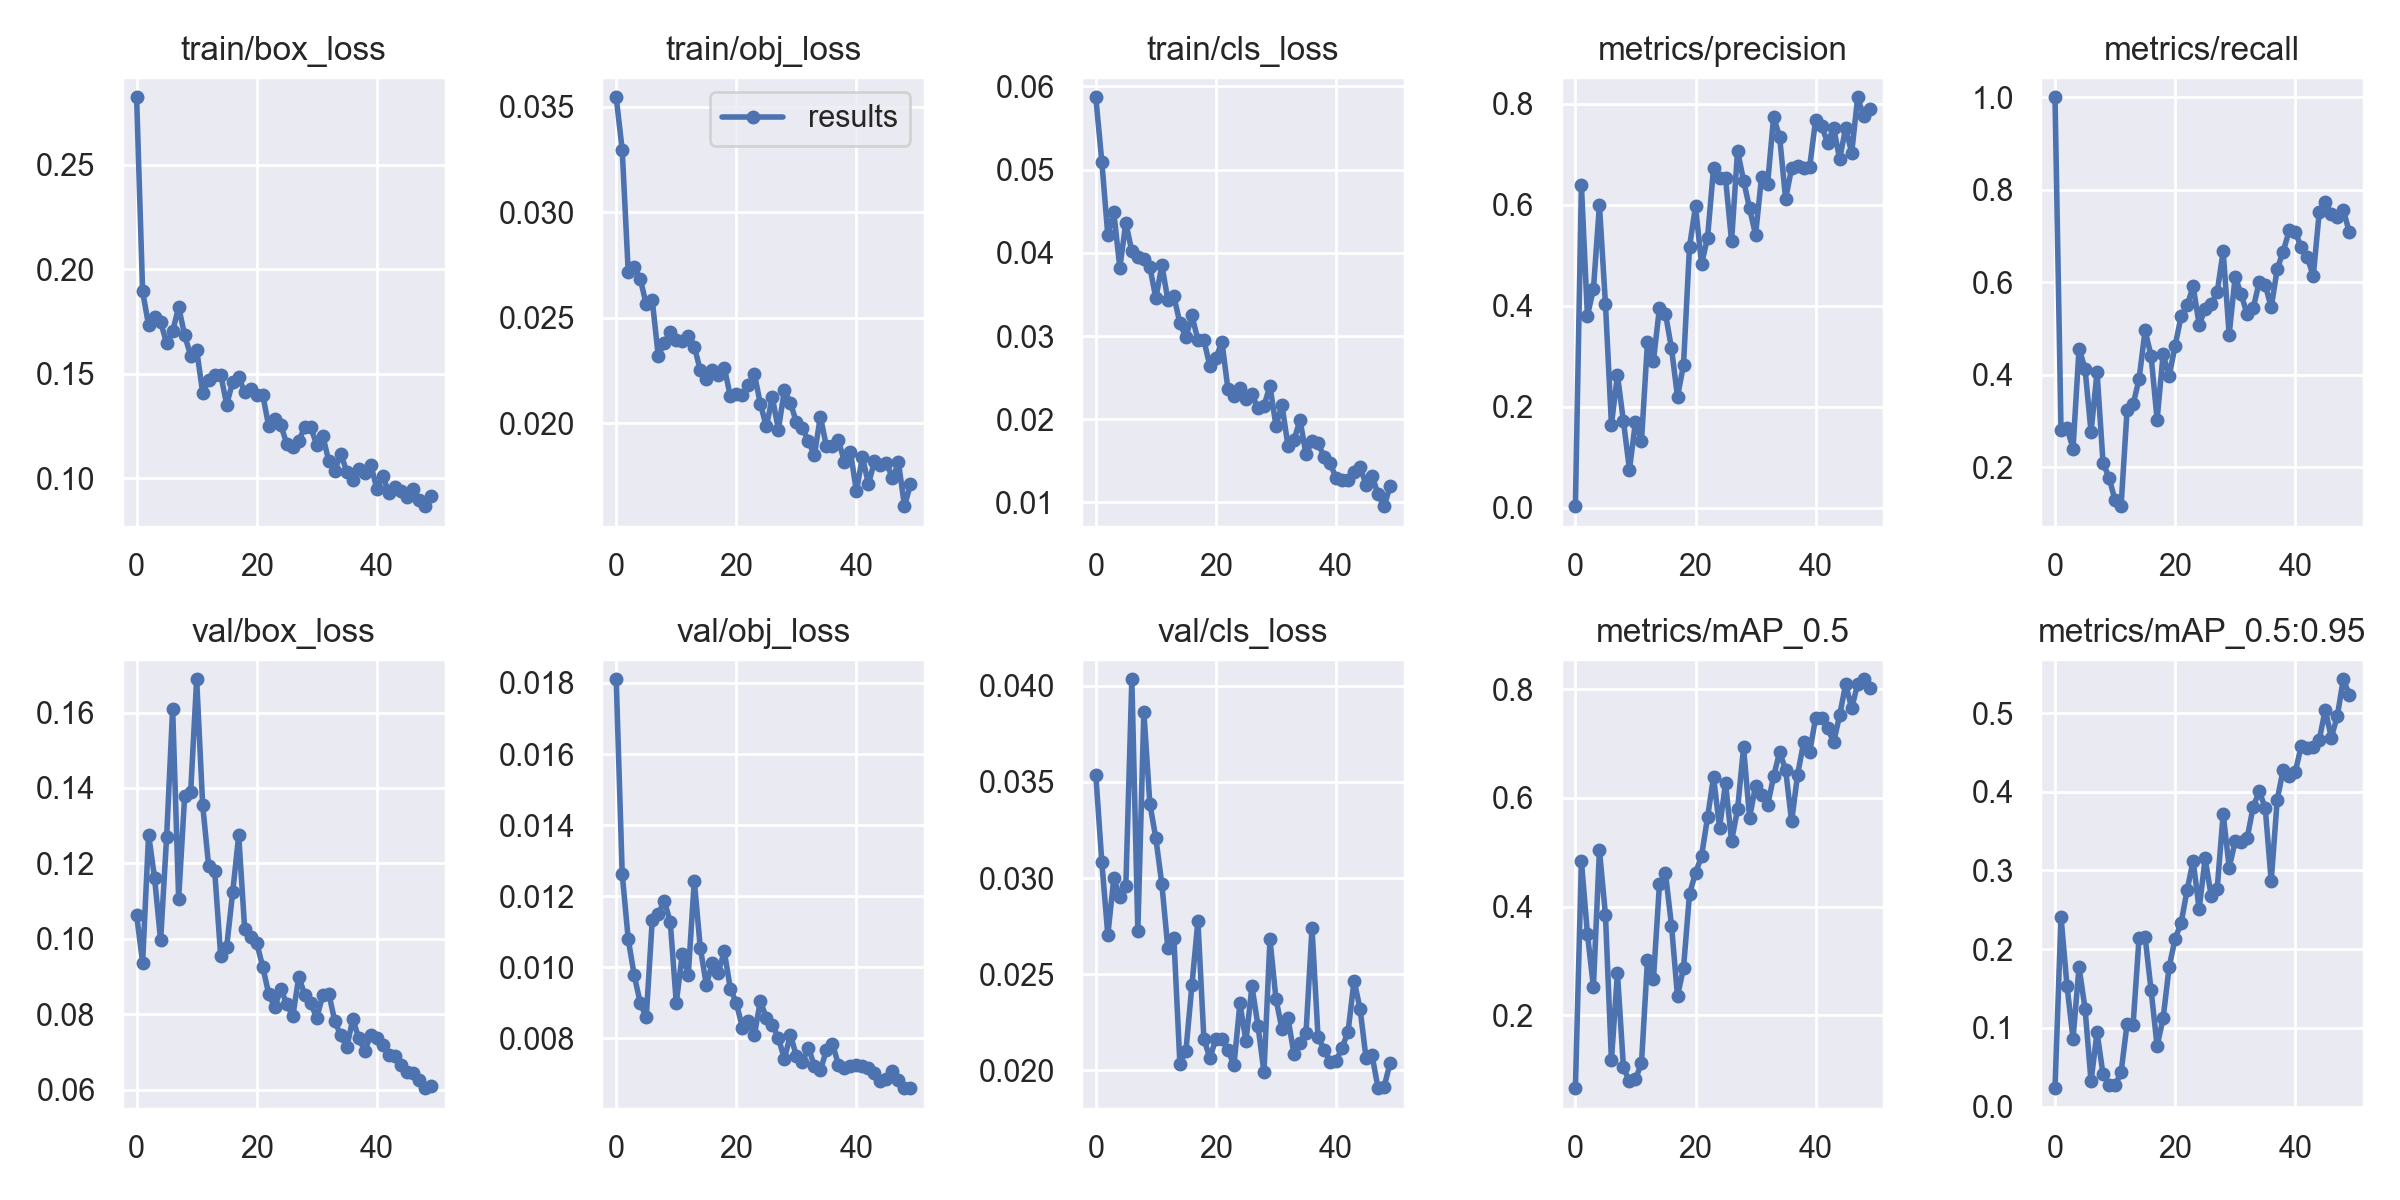 train/box_loss
0.25
0.20
0.15
0.10
0 20 40
train/obj_loss
results
0.035
0.030
0.025
0.020
0 20 40
train/cls_loss
0.06
0.05
0.04
0.03
0.02
0.01
0 20 40
metrics/precision
0.8
0.6
0.4
0.2
0.0
0 20 40
metrics/recall
1.0
0.8
0.6
0.4
0.2
0 20 40
val/box_loss
0.16
0.14
0.12
0.10
0.08
0.06
0 20 40
val/obj_loss
0.018
0.016
0.014
0.012
0.010
0.008
0 20 40
val/cls_loss
0.040
0.035
0.030
0.025
0.020
0 20 40
metrics/mAP_0.5
0.8
0.6
0.4
0.2
0 20 40
metrics/mAP_0.5:0.95
0.5
0.4
0.3
0.2
0.1
0.0
0 20 40